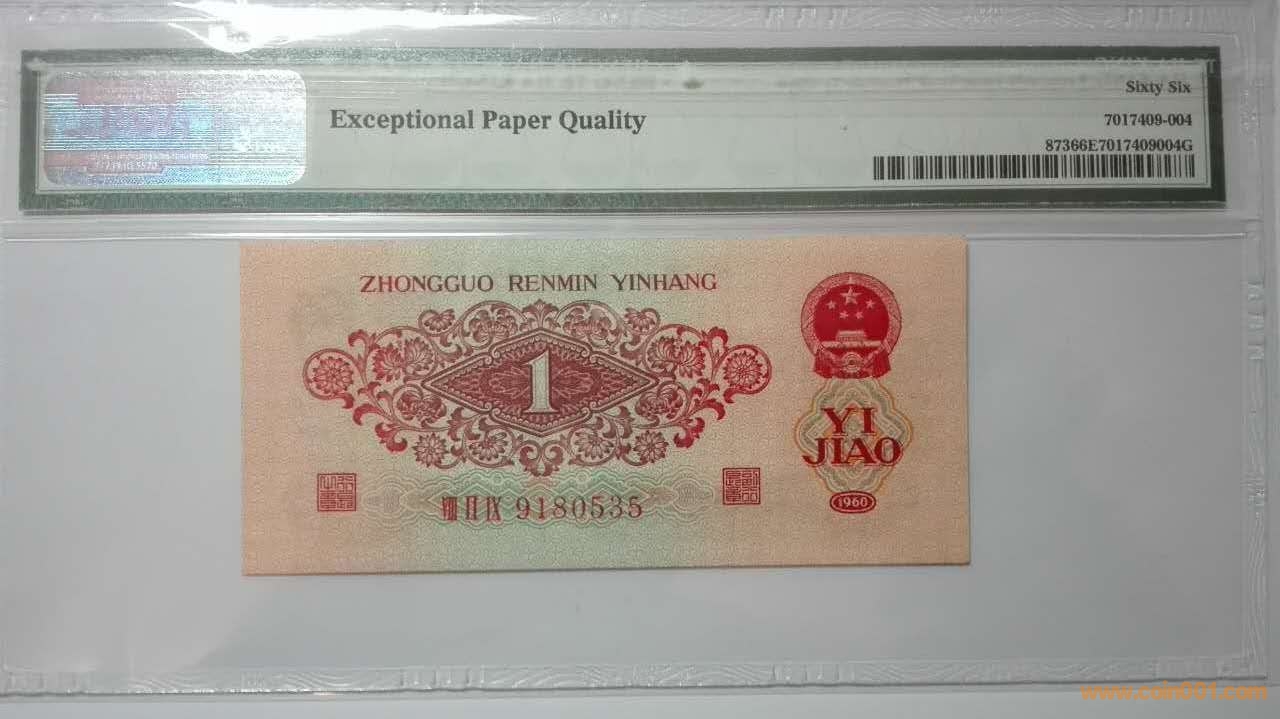 Sixty Six
Exceptional Paper Quality
7017409-004
87366E7017409004G
ZHONGGUO RENMIN YINHANG
1
YI
JIAO
VIII II IX 9180535
1960
www.coin001.com